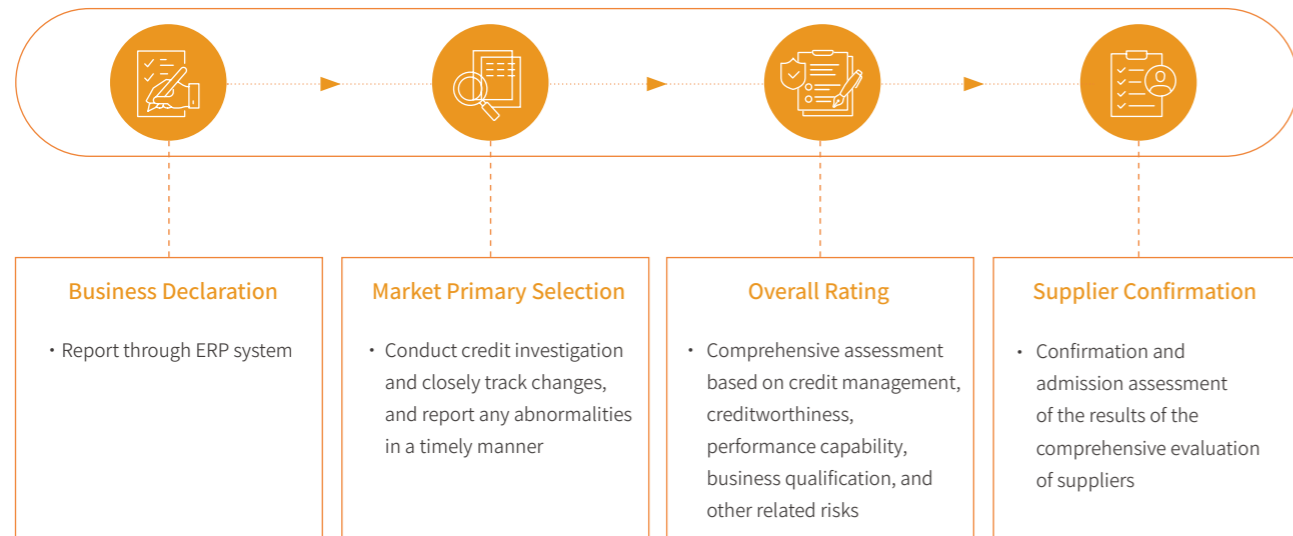 Business Declaration
• Report through ERP system
Market Primary Selection
• Conduct credit investigation
and closely track changes,
and report any abnormalities
in a timely manner
Overall Rating
• Comprehensive assessment
based on credit management,
creditworthiness,
performance capability,
business qualification, and
other related risks
Supplier Confirmation
• Confirmation and
admission assessment
of the results of the
comprehensive evaluation
of suppliers